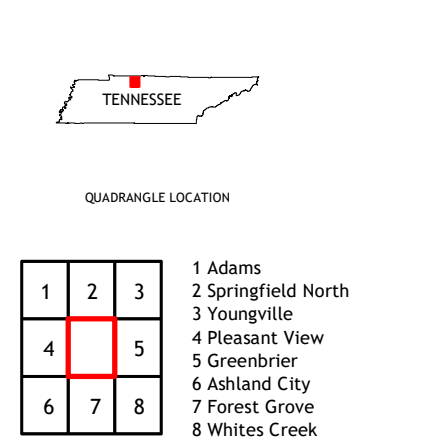 TENNESSEE
QUADRANGLE LOCATION
1 2 3
4 5
6 7 8
1 Adams
2 Springfield North
3 Youngville
4 Pleasant View
5 Greenbrier
6 Ashland City
7 Forest Grove
8 Whites Creek